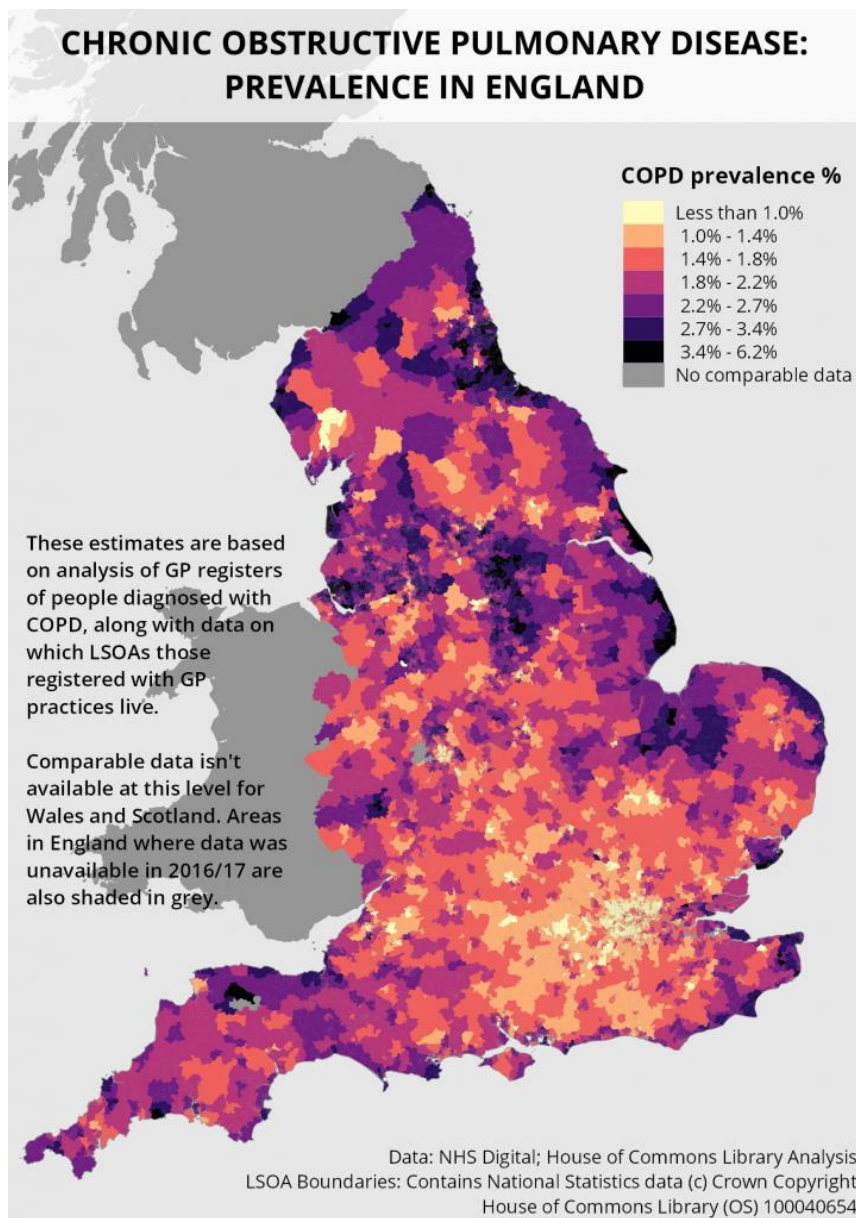 CHRONIC OBSTRUCTIVE PULMONARY DISEASE:
PREVALENCE IN ENGLAND
COPD prevalence %
Less than 1.0%
1.0% - 1.4%
1.4% - 1.8%
1.8% - 2.2%
2.2% - 2.7%
2.7% - 3.4%
3.4% - 6.2%
No comparable data
These estimates are based
on analysis of GP registers
of people diagnosed with
COPD, along with data on
which LSOAs those
registered with GP
practices live.
Comparable data isn't
available at this level for
Wales and Scotland. Areas
in England where data was
unavailable in 2016/17 are
also shaded in grey.
Data: NHS Digital; House of Commons Library Analysis
LSOA Boundaries: Contains National Statistics data (c) Crown Copyright
House of Commons Library (OS) 100040654